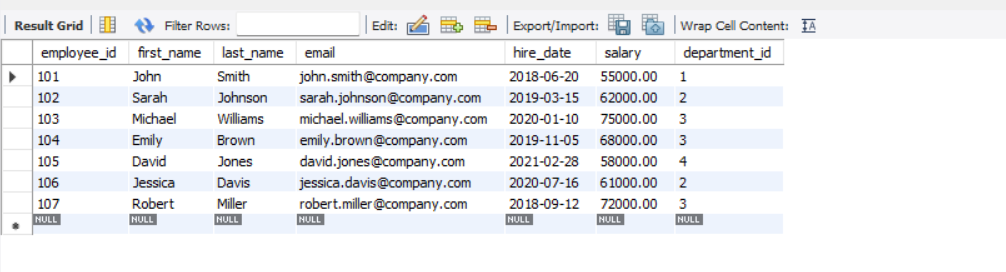 Result Grid Filter Rows: Edit: Export/Import: Wrap Cell Content: IA
employee_id first_name last_name email hire_date salary department_id
101 John Smith john.smith@company.com 2018-06-20 55000.00 1
102 Sarah Johnson sarah.johnson@company.com 2019-03-15 62000.00 2
103 Michael Williams michael.williams@company.com 2020-01-10 75000.00 3
104 Emily Brown emily.brown@company.com 2019-11-05 68000.00 3
105 David Jones david.jones@company.com 2021-02-28 58000.00 4
106 Jessica Davis jessica.davis@company.com 2020-07-16 61000.00 2
107 Robert Miller robert.miller@company.com 2018-09-12 72000.00 3
NULL NULL NULL NULL NULL NULL NULL